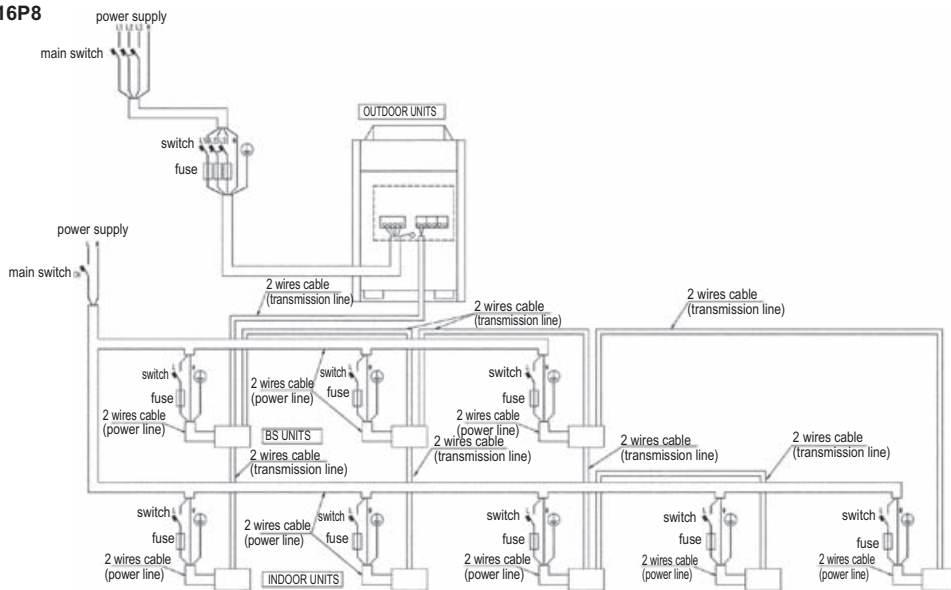 16P8
power supply
L1 L2 L3 N
main switch
OUTDOOR UNITS
switch
fuse
power supply
L N
main switch
2 wires cable
(transmission line)
2 wires cable
(transmission line)
2 wires cable
(transmission line)
switch
fuse
2 wires cable
(power line)
2 wires cable
(power line)
switch
fuse
switch
fuse
2 wires cable
(power line)
BS UNITS
2 wires cable
(transmission line)
2 wires cable
(transmission line)
2 wires cable
(transmission line)
2 wires cable
(transmission line)
switch
fuse
2 wires cable
(power line)
2 wires cable
(power line)
switch
fuse
switch
fuse
2 wires cable
(power line)
switch
fuse
2 wires cable
(power line)
switch
fuse
2 wires cable
(power line)
INDOOR UNITS